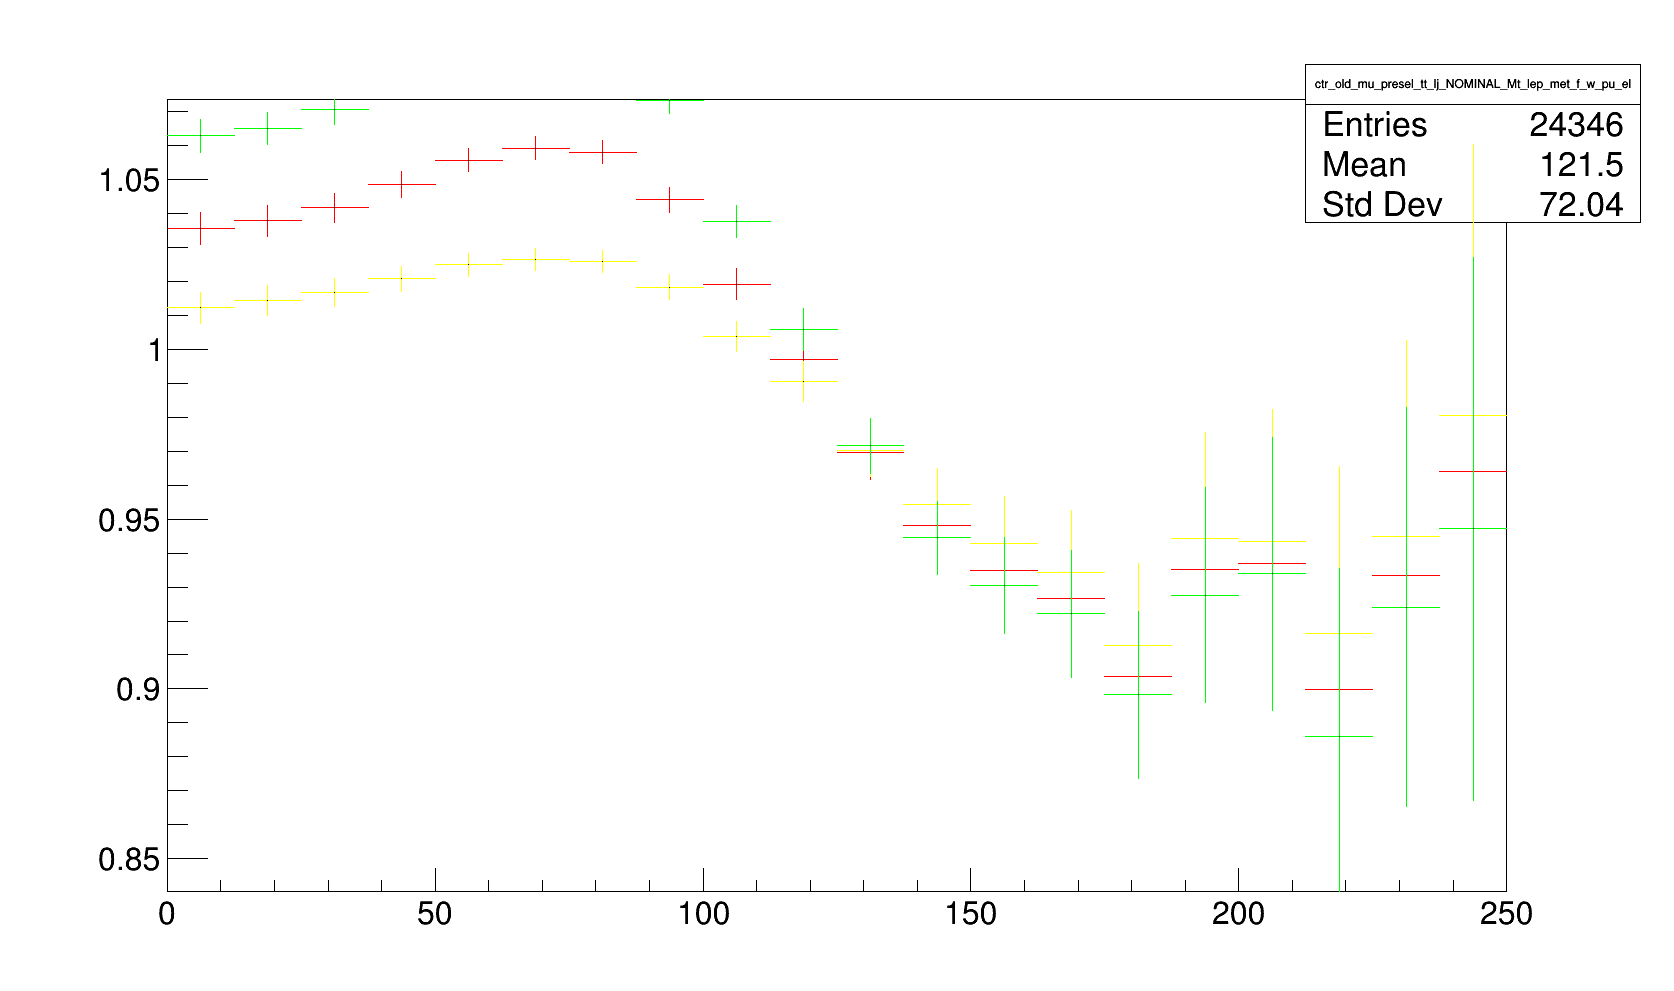 ctr_old_mu_presel_tt_lj_NOMINAL_Mt_lep_met_f_w_pu_el
Entries 24346
Mean 121.5
Std Dev 72.04
1.05
1
0.95
0.9
0.85
0 50 100 150 200 250